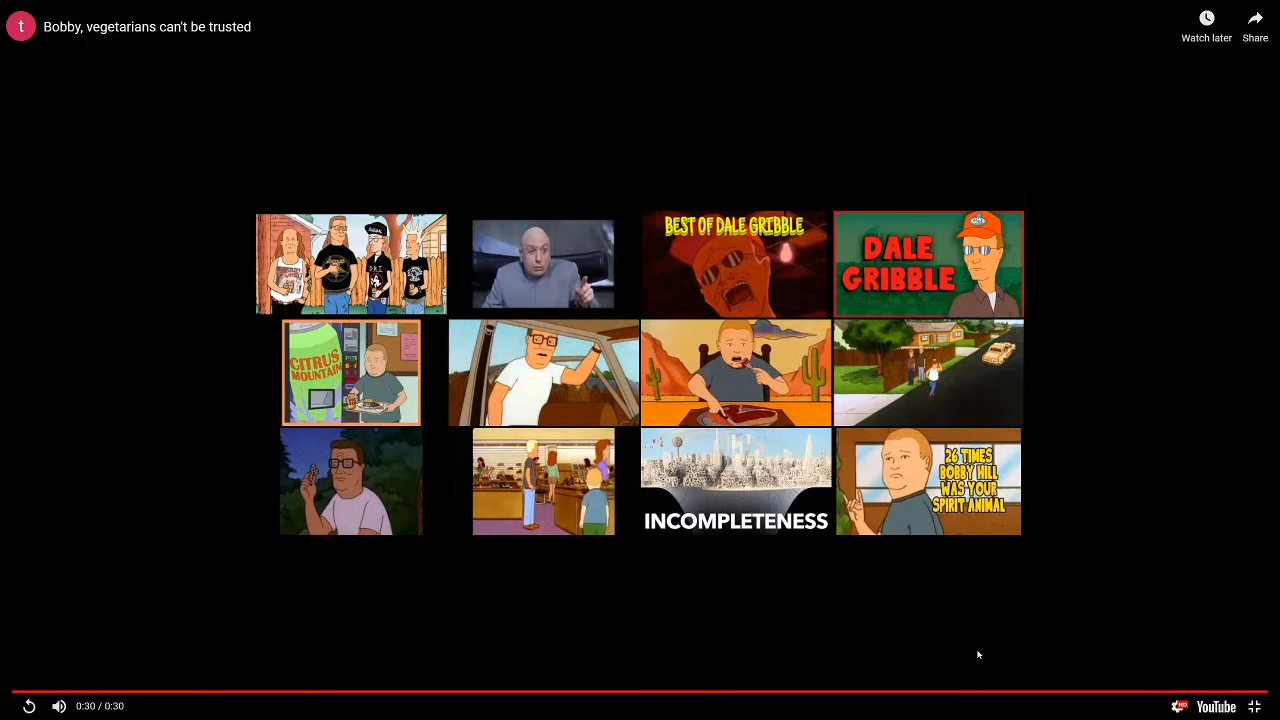 t
Bobby, vegetarians can't be trusted
Watch later
Share
BEST OF DALE GRIBBLE
DALE
GRIBBLE
CITRUS
MOUNTAIN
INCOMPLETENESS
26 TIMES
BOBBY HILL
WAS YOUR
SPIRIT ANIMAL
0:30 / 0:30
HD
YouTube